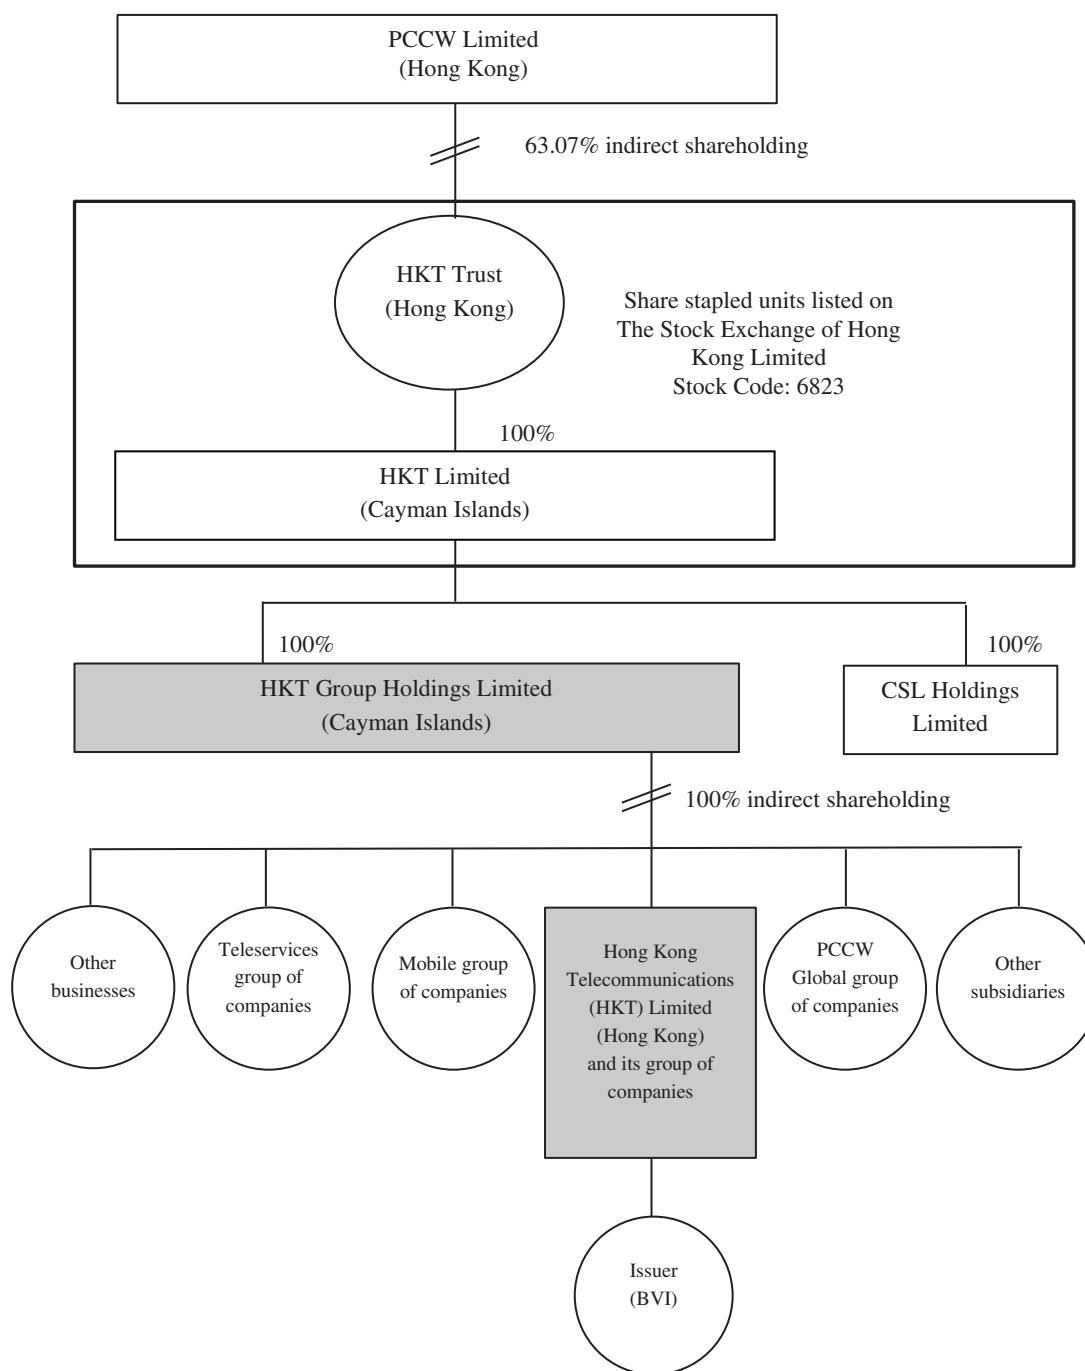 PCCW Limited
(Hong Kong)
63.07% indirect shareholding
HKT Trust
(Hong Kong)
Share stapled units listed on
The Stock Exchange of Hong
Kong Limited
Stock Code: 6823
100%
HKT Limited
(Cayman Islands)
100%
100%
HKT Group Holdings Limited
(Cayman Islands)
CSL Holdings
Limited
100% indirect shareholding
Other
businesses
Teleservices
group of
companies
Mobile group
of companies
Hong Kong
Telecommunications
(HKT) Limited
(Hong Kong)
and its group of
companies
PCCW
Global group
of companies
Other
subsidiaries
Issuer
(BVI)